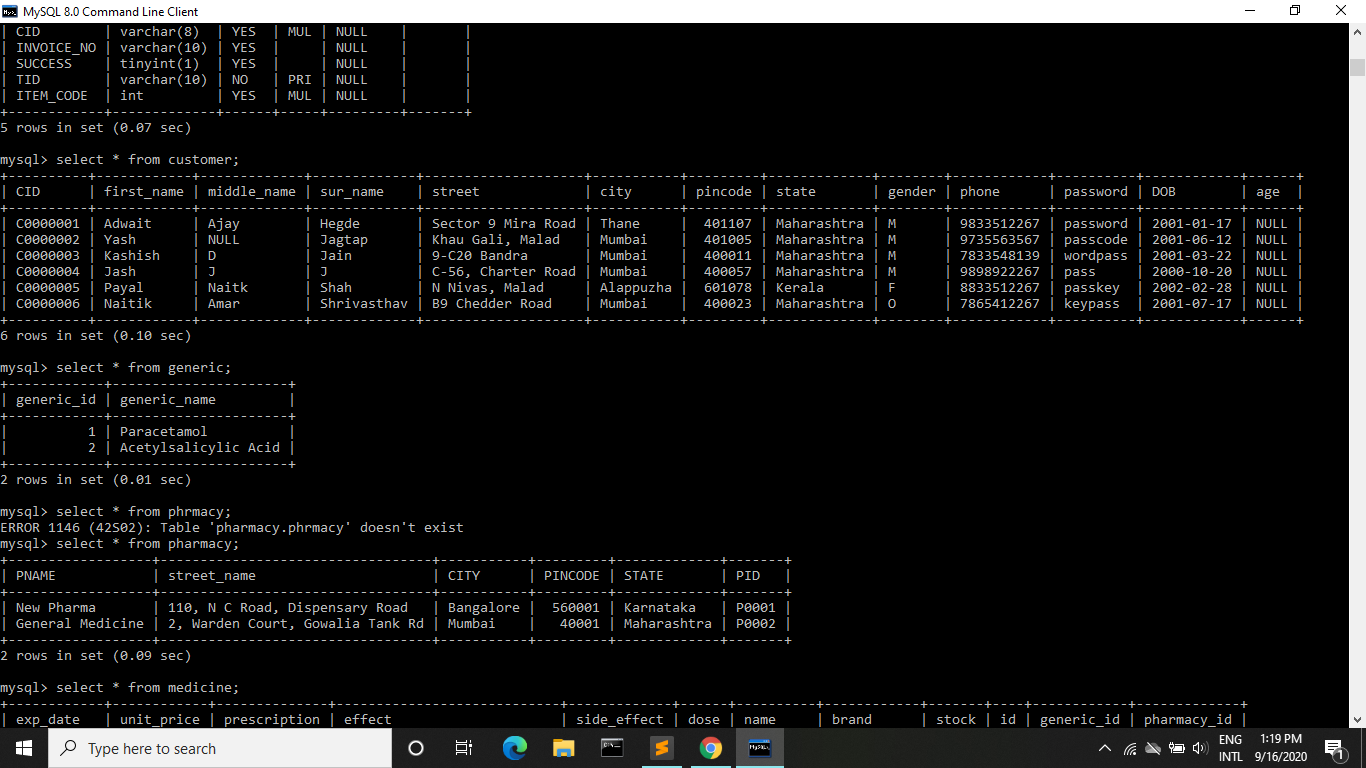 MySQL 8.0 Command Line Client
| CID        | varchar(8)  | YES  | MUL | NULL    |       |
| INVOICE_NO | varchar(10) | YES  |     | NULL    |       |
| SUCCESS    | tinyint(1)  | YES  |     | NULL    |       |
| TID        | varchar(10) | NO   | PRI | NULL    |       |
| ITEM_CODE  | int         | YES  | MUL | NULL    |       |
+------------+-------------+------+-----+---------+-------+
5 rows in set (0.07 sec)
mysql> select * from customer;
+----------+------------+-------------+-------------+--------------------+-----------+---------+-------------+--------+------------+----------+------------+------+
| CID      | first_name | middle_name | sur_name    | street             | city      | pincode | state       | gender | phone      | password | DOB        | age  |
+----------+------------+-------------+-------------+--------------------+-----------+---------+-------------+--------+------------+----------+------------+------+
| C0000001 | Adwait     | Ajay        | Hegde       | Sector 9 Mira Road | Thane     |  401107 | Maharashtra | M      | 9833512267 | password | 2001-01-17 | NULL |
| C0000002 | Yash       | NULL        | Jagtap      | Khau Gali, Malad   | Mumbai    |  401005 | Maharashtra | M      | 9735563567 | passcode | 2001-06-12 | NULL |
| C0000003 | Kashish    | D           | Jain        | 9-C20 Bandra       | Mumbai    |  400011 | Maharashtra | M      | 7833548139 | wordpass | 2001-03-22 | NULL |
| C0000004 | Jash       | J           | J           | C-56, Charter Road | Mumbai    |  400057 | Maharashtra | M      | 9898922267 | pass     | 2000-10-20 | NULL |
| C0000005 | Payal      | Naitk       | Shah        | N Nivas, Malad     | Alappuzha |  601078 | Kerala      | F      | 8833512267 | passkey  | 2002-02-28 | NULL |
| C0000006 | Naitik     | Amar        | Shrivasthav | B9 Chedder Road    | Mumbai    |  400023 | Maharashtra | O      | 7865412267 | keypass  | 2001-07-17 | NULL |
+----------+------------+-------------+-------------+--------------------+-----------+---------+-------------+--------+------------+----------+------------+------+
6 rows in set (0.10 sec)
mysql> select * from generic;
+------------+----------------------+
| generic_id | generic_name         |
+------------+----------------------+
|          1 | Paracetamol          |
|          2 | Acetylsalicylic Acid |
+------------+----------------------+
2 rows in set (0.01 sec)
mysql> select * from phrmacy;
ERROR 1146 (42S02): Table 'pharmacy.phrmacy' doesn't exist
mysql> select * from pharmacy;
+------------------+----------------------------------+-----------+---------+-------------+-------+
| PNAME            | street_name                      | CITY      | PINCODE | STATE       | PID   |
+------------------+----------------------------------+-----------+---------+-------------+-------+
| New Pharma       | 110, N C Road, Dispensary Road   | Bangalore |  560001 | Karnataka   | P0001 |
| General Medicine | 2, Warden Court, Gowalia Tank Rd | Mumbai    |   40001 | Maharashtra | P0002 |
+------------------+----------------------------------+-----------+---------+-------------+-------+
2 rows in set (0.09 sec)
mysql> select * from medicine;
+------------+------------+--------------+----------------------------+-------------+------+---------+------------+-------+----+------------+-------------+
| exp_date   | unit_price | prescription | effect                     | side_effect | dose | name    | brand      | stock | id | generic_id | pharmacy_id |
Type here to search
ENG 1:19 PM
INTL 9/16/2020
1